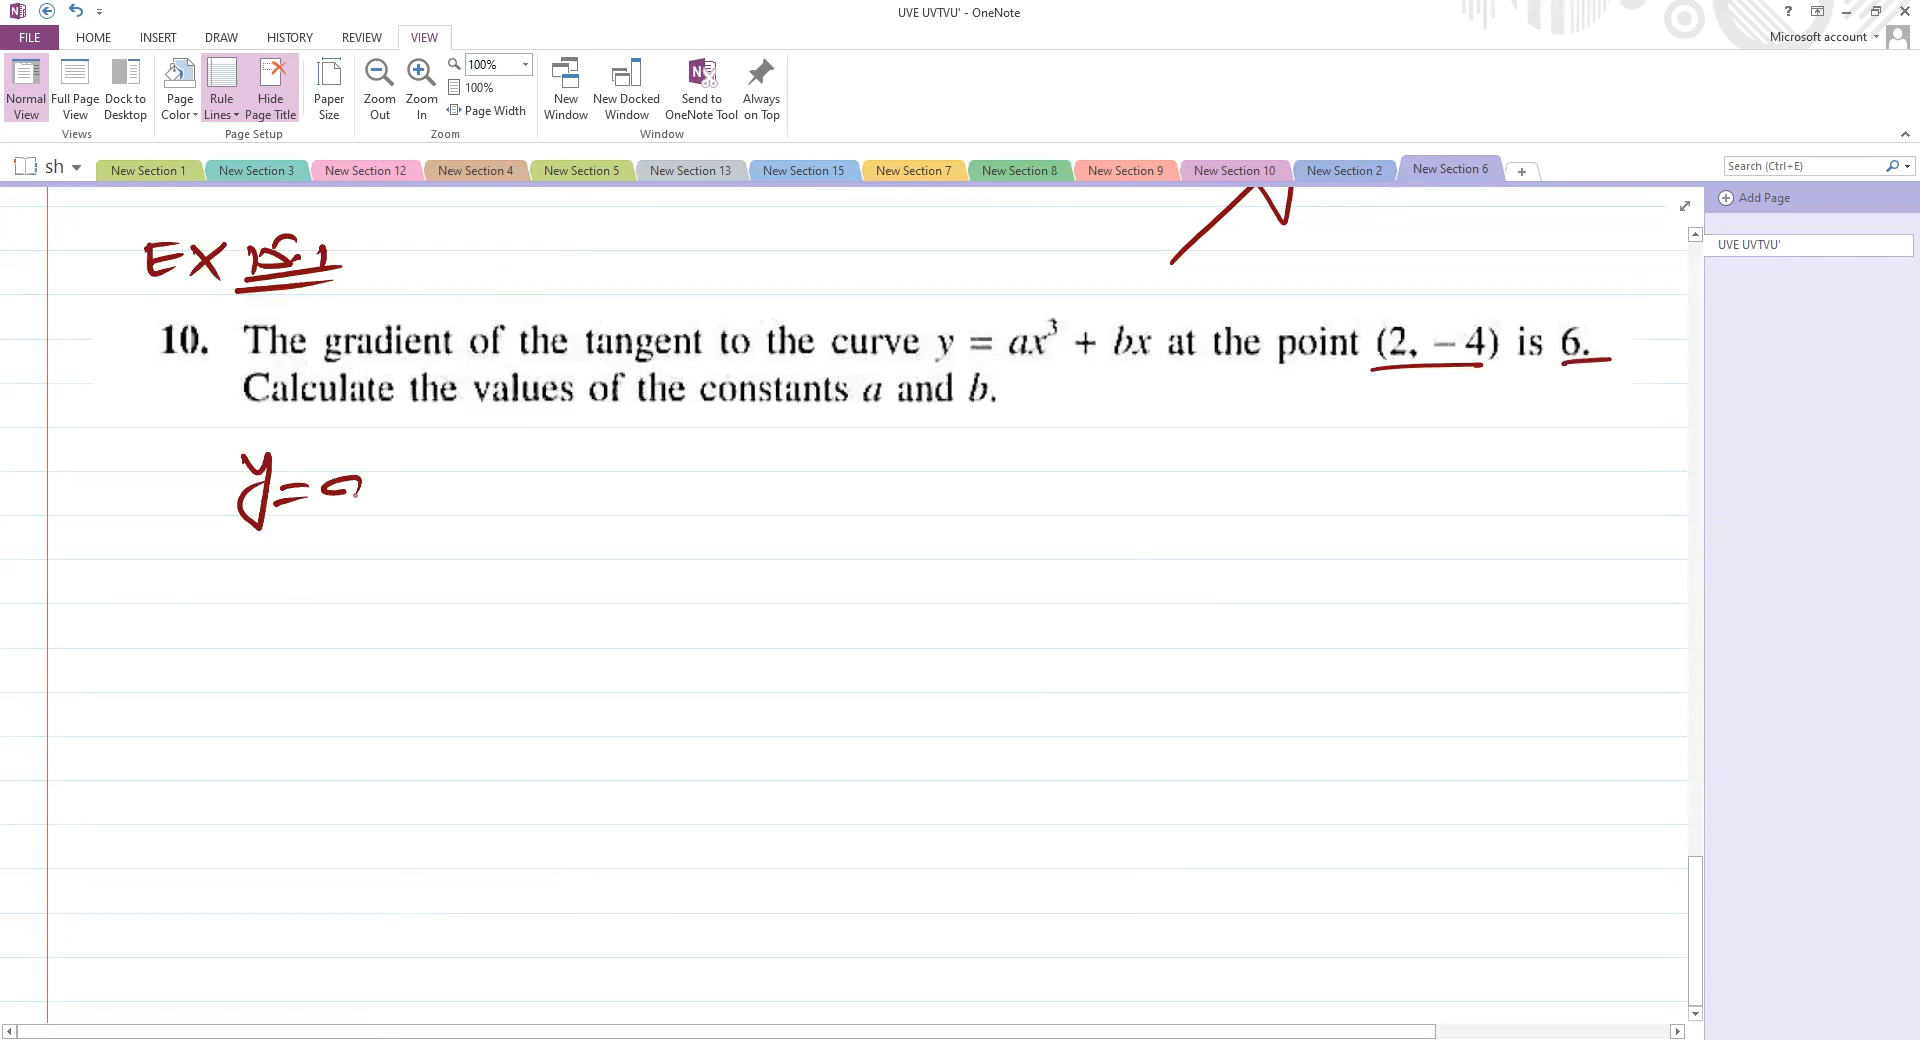 UVE UVTVU' - OneNote
FILE HOME INSERT DRAW HISTORY REVIEW VIEW
Microsoft account
Normal View
Full Page View
Dock to Desktop
Page Color
Rule Lines
Hide Page Title
Paper Size
Zoom Out
Zoom In
100%
100%
Page Width
New Window
New Docked Window
Send to OneNote Tool
Always on Top
Views Page Setup Zoom Window
sh New Section 1 New Section 3 New Section 12 New Section 4 New Section 5 New Section 13 New Section 15 New Section 7 New Section 8 New Section 9 New Section 10 New Section 2 New Section 6
Search (Ctrl+E)
Add Page
UVE UVTVU'
EX 15.1
10. The gradient of the tangent to the curve y = ax³ + bx at the point (2, −4) is 6.
Calculate the values of the constants a and b.
y =